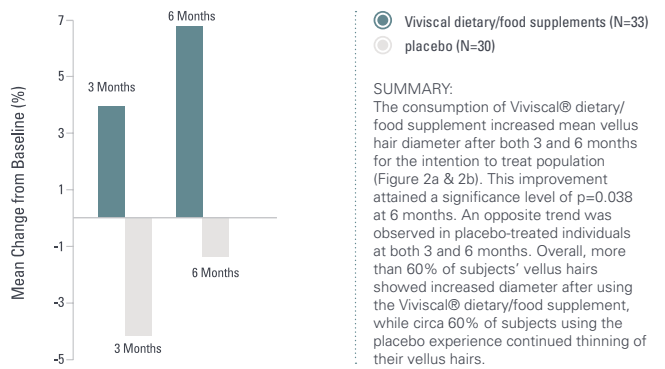 Mean Change from Baseline (%)
7
5
3
1
-1
-3
-5
3 Months
6 Months
6 Months
3 Months
Viviscal dietary/food supplements (N=33)
placebo (N=30)
SUMMARY:
The consumption of Viviscal® dietary/
food supplement increased mean vellus
hair diameter after both 3 and 6 months
for the intention to treat population
(Figure 2a & 2b). This improvement
attained a significance level of p=0.038
at 6 months. An opposite trend was
observed in placebo-treated individuals
at both 3 and 6 months. Overall, more
than 60% of subjects’ vellus hairs
showed increased diameter after using
the Viviscal® dietary/food supplement,
while circa 60% of subjects using the
placebo experience continued thinning of
their vellus hairs.